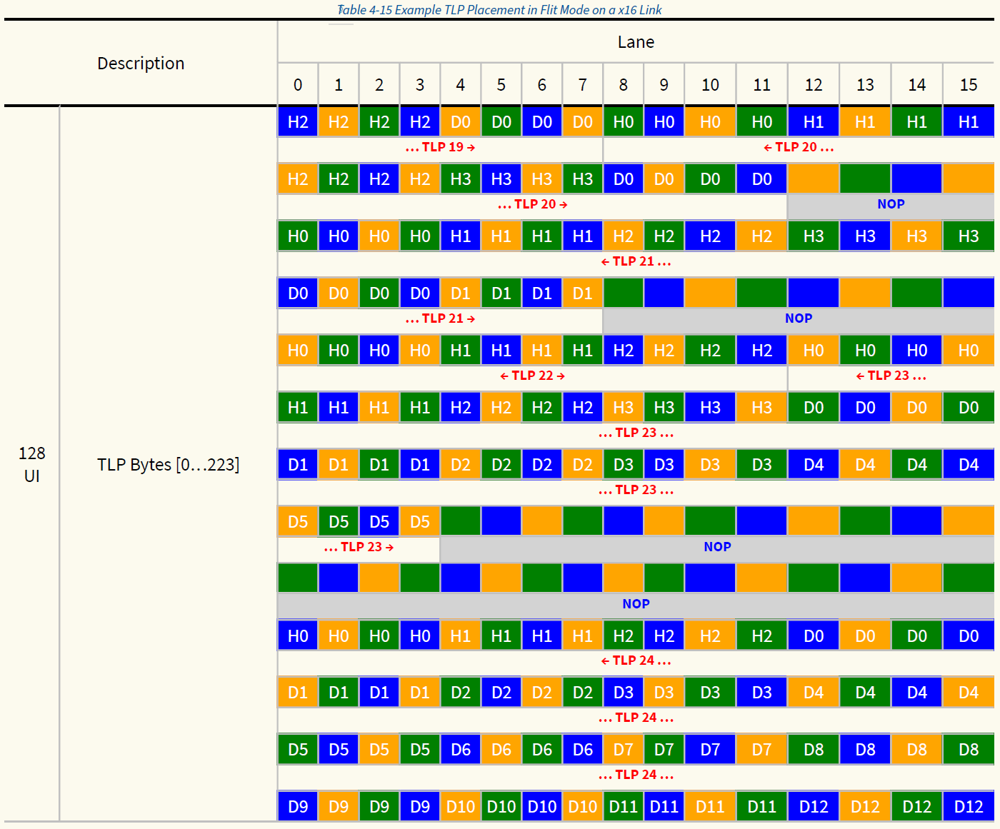 Table 4-15 Example TLP Placement in Flit Mode on a x16 Link
Description
Lane
0 1 2 3 4 5 6 7 8 9 10 11 12 13 14 15
H2 H2 H2 H2 D0 D0 D0 D0 H0 H0 H0 H0 H1 H1 H1 H1
... TLP 19 → ← TLP 20 ...
H2 H2 H2 H2 H3 H3 H3 H3 D0 D0 D0 D0
... TLP 20 → NOP
H0 H0 H0 H0 H1 H1 H1 H1 H2 H2 H2 H2 H3 H3 H3 H3
← TLP 21 ...
D0 D0 D0 D0 D1 D1 D1 D1
... TLP 21 → NOP
H0 H0 H0 H0 H1 H1 H1 H1 H2 H2 H2 H2 H0 H0 H0 H0
← TLP 22 → ← TLP 23 ...
H1 H1 H1 H1 H2 H2 H2 H2 H3 H3 H3 H3 D0 D0 D0 D0
... TLP 23 ...
128
UI
TLP Bytes [0...223]
D1 D1 D1 D1 D2 D2 D2 D2 D3 D3 D3 D3 D4 D4 D4 D4
... TLP 23 ...
D5 D5 D5 D5
... TLP 23 → NOP
NOP
H0 H0 H0 H0 H1 H1 H1 H1 H2 H2 H2 H2 D0 D0 D0 D0
← TLP 24 ...
D1 D1 D1 D1 D2 D2 D2 D2 D3 D3 D3 D3 D4 D4 D4 D4
... TLP 24 ...
D5 D5 D5 D5 D6 D6 D6 D6 D7 D7 D7 D7 D8 D8 D8 D8
... TLP 24 ...
D9 D9 D9 D9 D10 D10 D10 D10 D11 D11 D11 D11 D12 D12 D12 D12